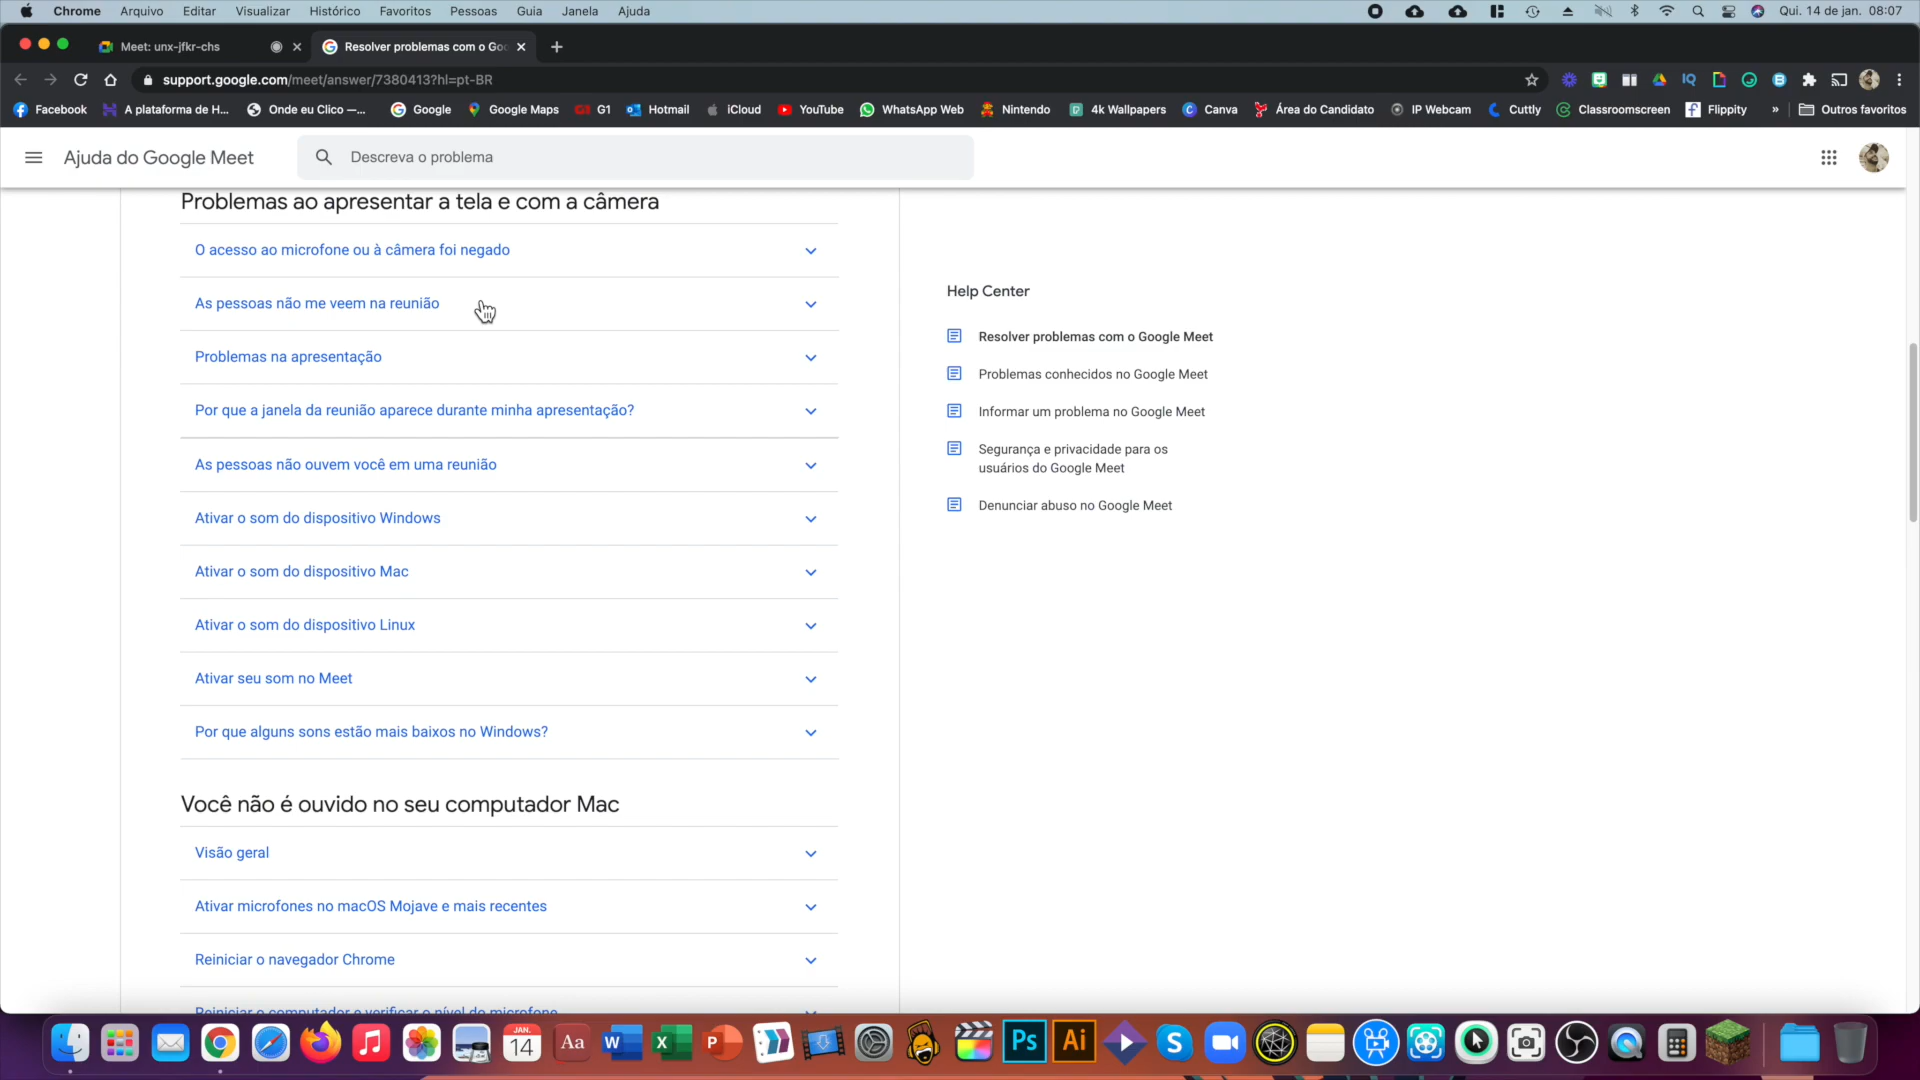 Chrome Arquivo Editar Visualizar Histórico Favoritos Pessoas Guia Janela Ajuda
Qui. 14 de jan. 08:07
Meet: unx-jfkr-chs
Resolver problemas com o Goo
support.google.com/meet/answer/7380413?hl=pt-BR
Facebook A plataforma de H... Onde eu Clico —... Google Google Maps G1 Hotmail iCloud YouTube WhatsApp Web Nintendo 4k Wallpapers Canva Área do Candidato IP Webcam Cuttly Classroomscreen Flippity » Outros favoritos
Ajuda do Google Meet
Descreva o problema
Problemas ao apresentar a tela e com a câmera
O acesso ao microfone ou à câmera foi negado
As pessoas não me veem na reunião
Problemas na apresentação
Por que a janela da reunião aparece durante minha apresentação?
As pessoas não ouvem você em uma reunião
Ativar o som do dispositivo Windows
Ativar o som do dispositivo Mac
Ativar o som do dispositivo Linux
Ativar seu som no Meet
Por que alguns sons estão mais baixos no Windows?
Você não é ouvido no seu computador Mac
Visão geral
Ativar microfones no macOS Mojave e mais recentes
Reiniciar o navegador Chrome
Reiniciar o computador e verificar o nível do microfone
Help Center
Resolver problemas com o Google Meet
Problemas conhecidos no Google Meet
Informar um problema no Google Meet
Segurança e privacidade para os
usuários do Google Meet
Denunciar abuso no Google Meet
JAN.
14
Aa
W
X
P
Ps
Ai
S